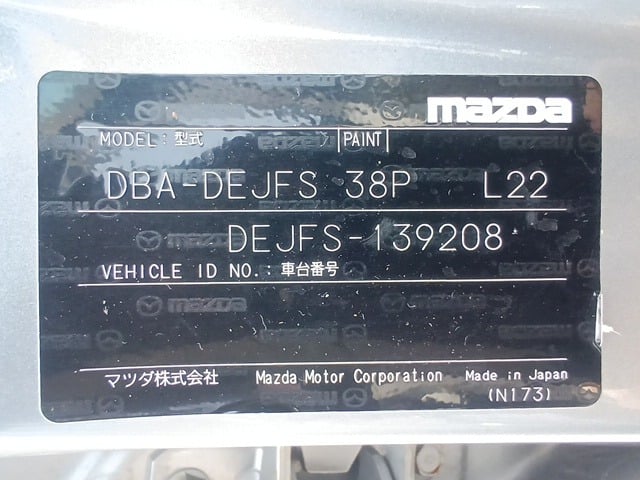 mazda
MODEL : 型式 PAINT
DBA-DEJFS 38P L22
DEJFS-139208
VEHICLE ID NO. : 車台番号
マツダ株式会社 Mazda Motor Corporation Made in Japan
(N173)